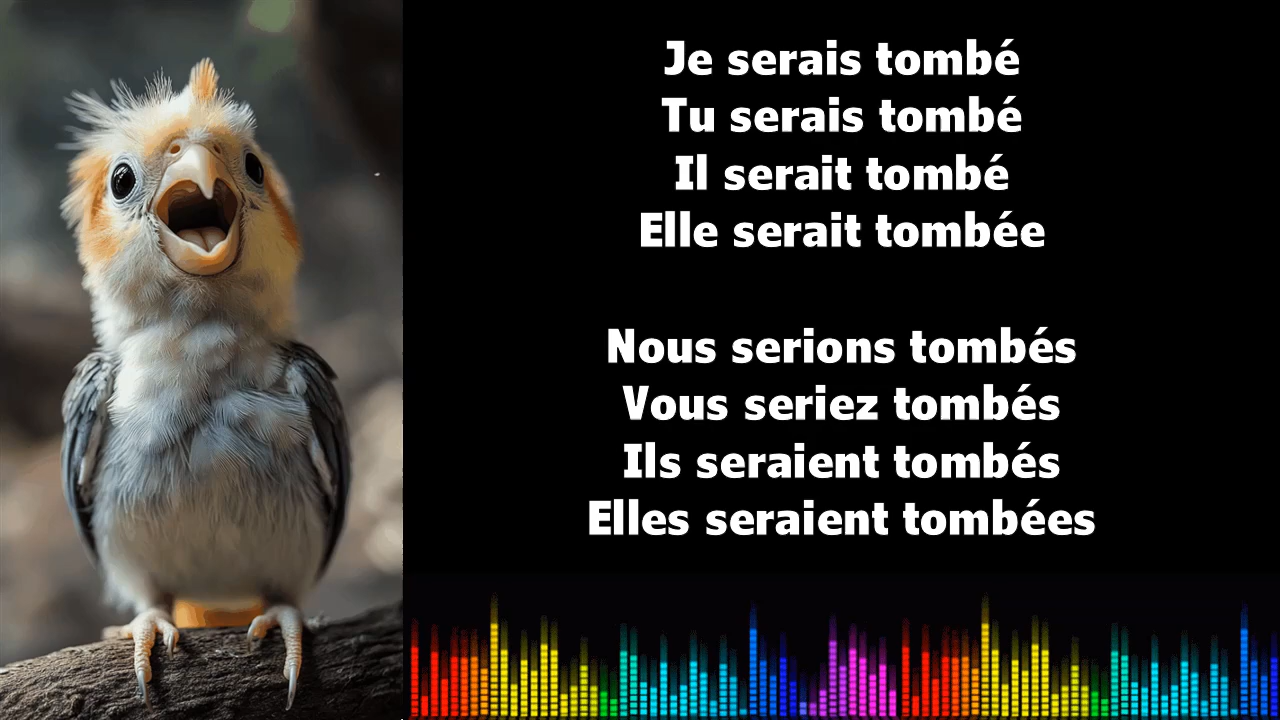 Je serais tombé
Tu serais tombé
Il serait tombé
Elle serait tombée
Nous serions tombés
Vous seriez tombés
Ils seraient tombés
Elles seraient tombées